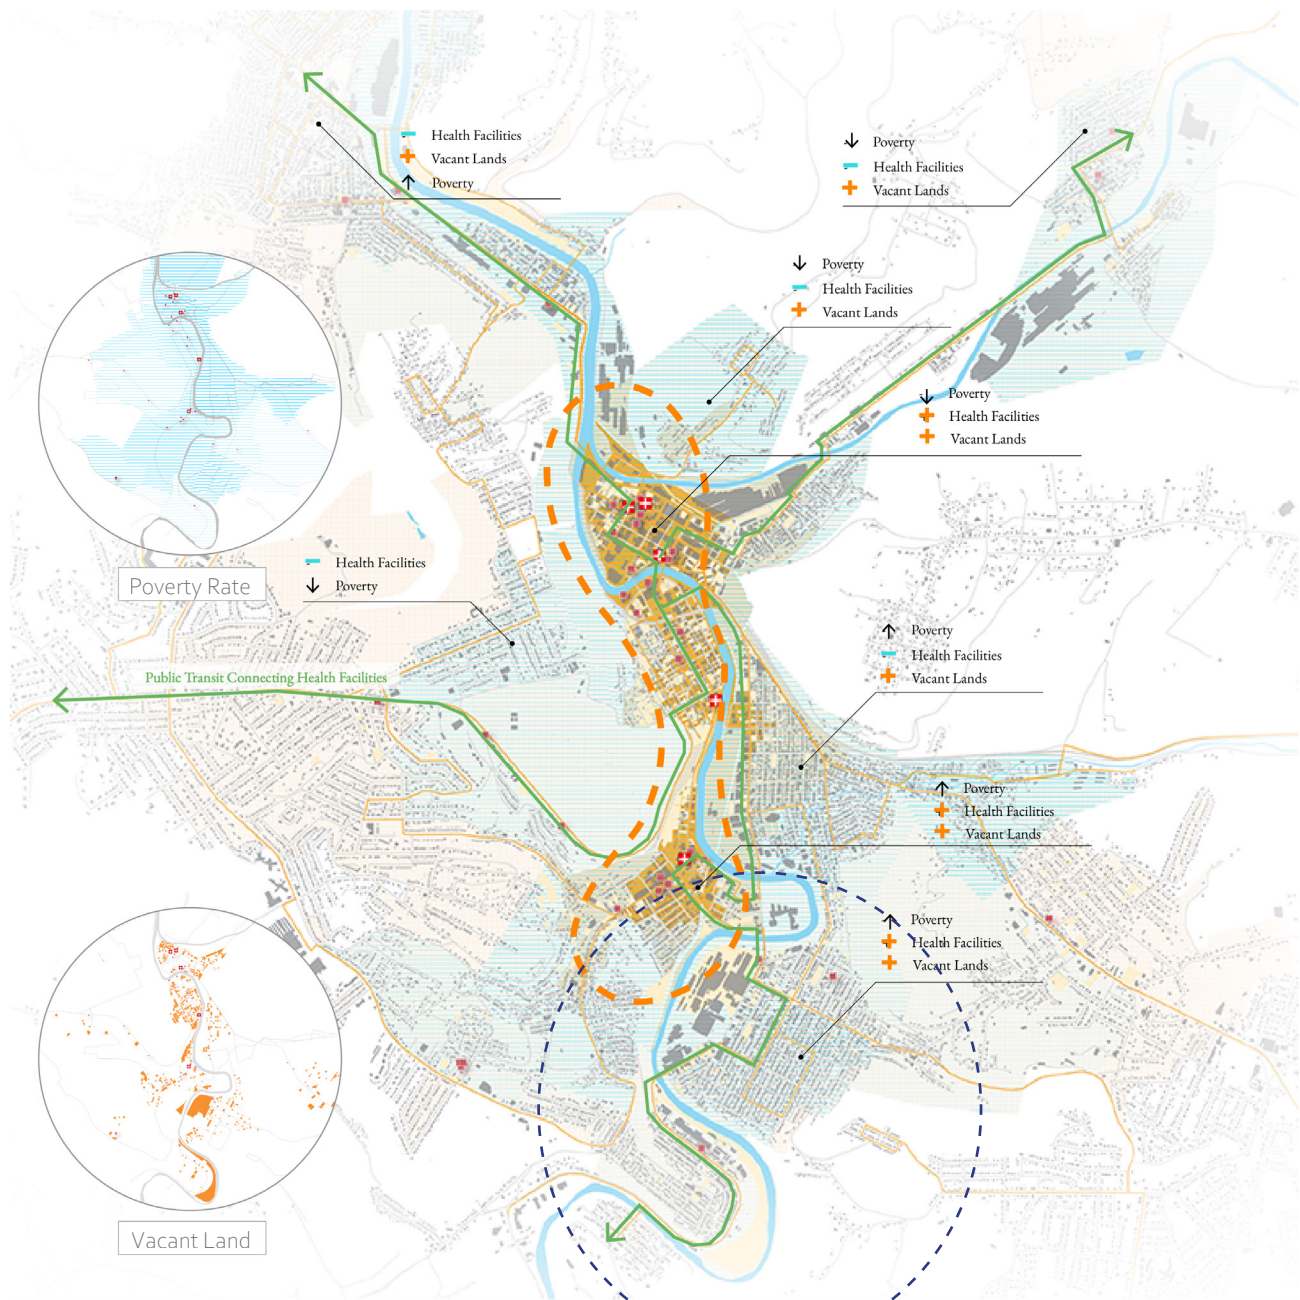 Health Facilities
Vacant Lands
Poverty
Poverty
Health Facilities
Vacant Lands
Poverty
Health Facilities
Vacant Lands
Poverty
Health Facilities
Vacant Lands
Health Facilities
Poverty
Poverty Rate
Public Transit Connecting Health Facilities
Poverty
Health Facilities
Vacant Lands
Poverty
Health Facilities
Vacant Lands
Poverty
Health Facilities
Vacant Lands
Vacant Land